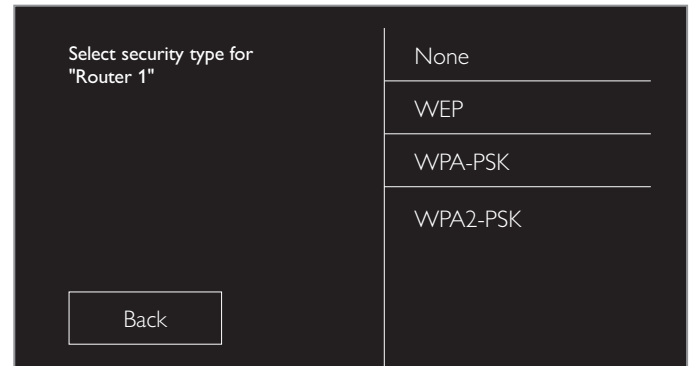 Select security type for
"Router 1"
None
WEP
WPA-PSK
WPA2-PSK
Back